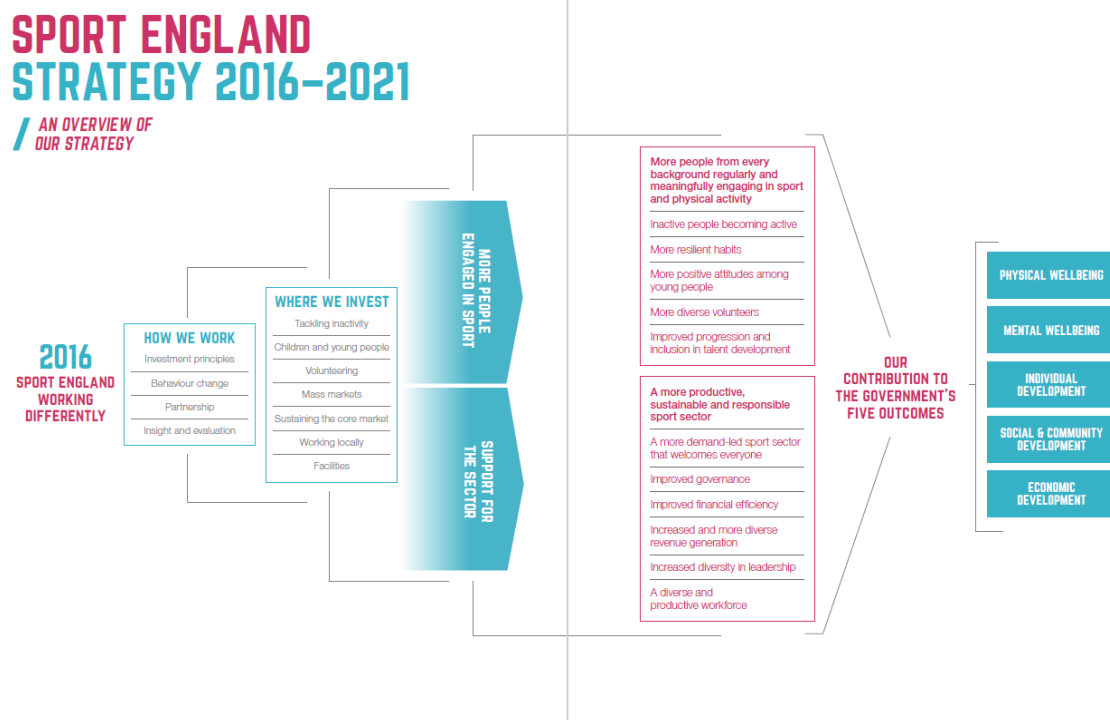 SPORT ENGLAND
STRATEGY 2016–2021
AN OVERVIEW OF
OUR STRATEGY
2016
SPORT ENGLAND
WORKING
DIFFERENTLY
HOW WE WORK
Investment principles
Behaviour change
Partnership
Insight and evaluation
WHERE WE INVEST
Tackling inactivity
Children and young people
Volunteering
Mass markets
Sustaining the core market
Working locally
Facilities
MORE PEOPLE
ENGAGED IN SPORT
SUPPORT FOR
THE SECTOR
More people from every
background regularly and
meaningfully engaging in sport
and physical activity
Inactive people becoming active
More resilient habits
More positive attitudes among
young people
More diverse volunteers
Improved progression and
inclusion in talent development
A more productive,
sustainable and responsible
sport sector
A more demand-led sport sector
that welcomes everyone
Improved governance
Improved financial efficiency
Increased and more diverse
revenue generation
Increased diversity in leadership
A diverse and
productive workforce
OUR
CONTRIBUTION TO
THE GOVERNMENT'S
FIVE OUTCOMES
PHYSICAL WELLBEING
MENTAL WELLBEING
INDIVIDUAL
DEVELOPMENT
SOCIAL & COMMUNITY
DEVELOPMENT
ECONOMIC
DEVELOPMENT